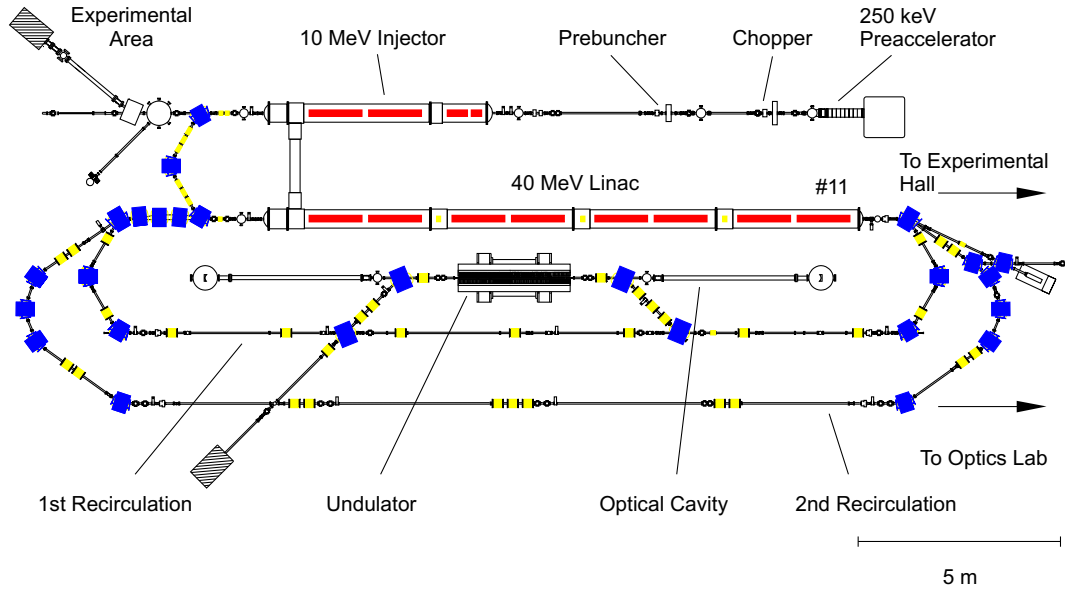 Experimental
Area
10 MeV Injector
Prebuncher
Chopper
250 keV
Preaccelerator
40 MeV Linac
#11
To Experimental
Hall
To Optics Lab
1st Recirculation
Undulator
Optical Cavity
2nd Recirculation
5 m